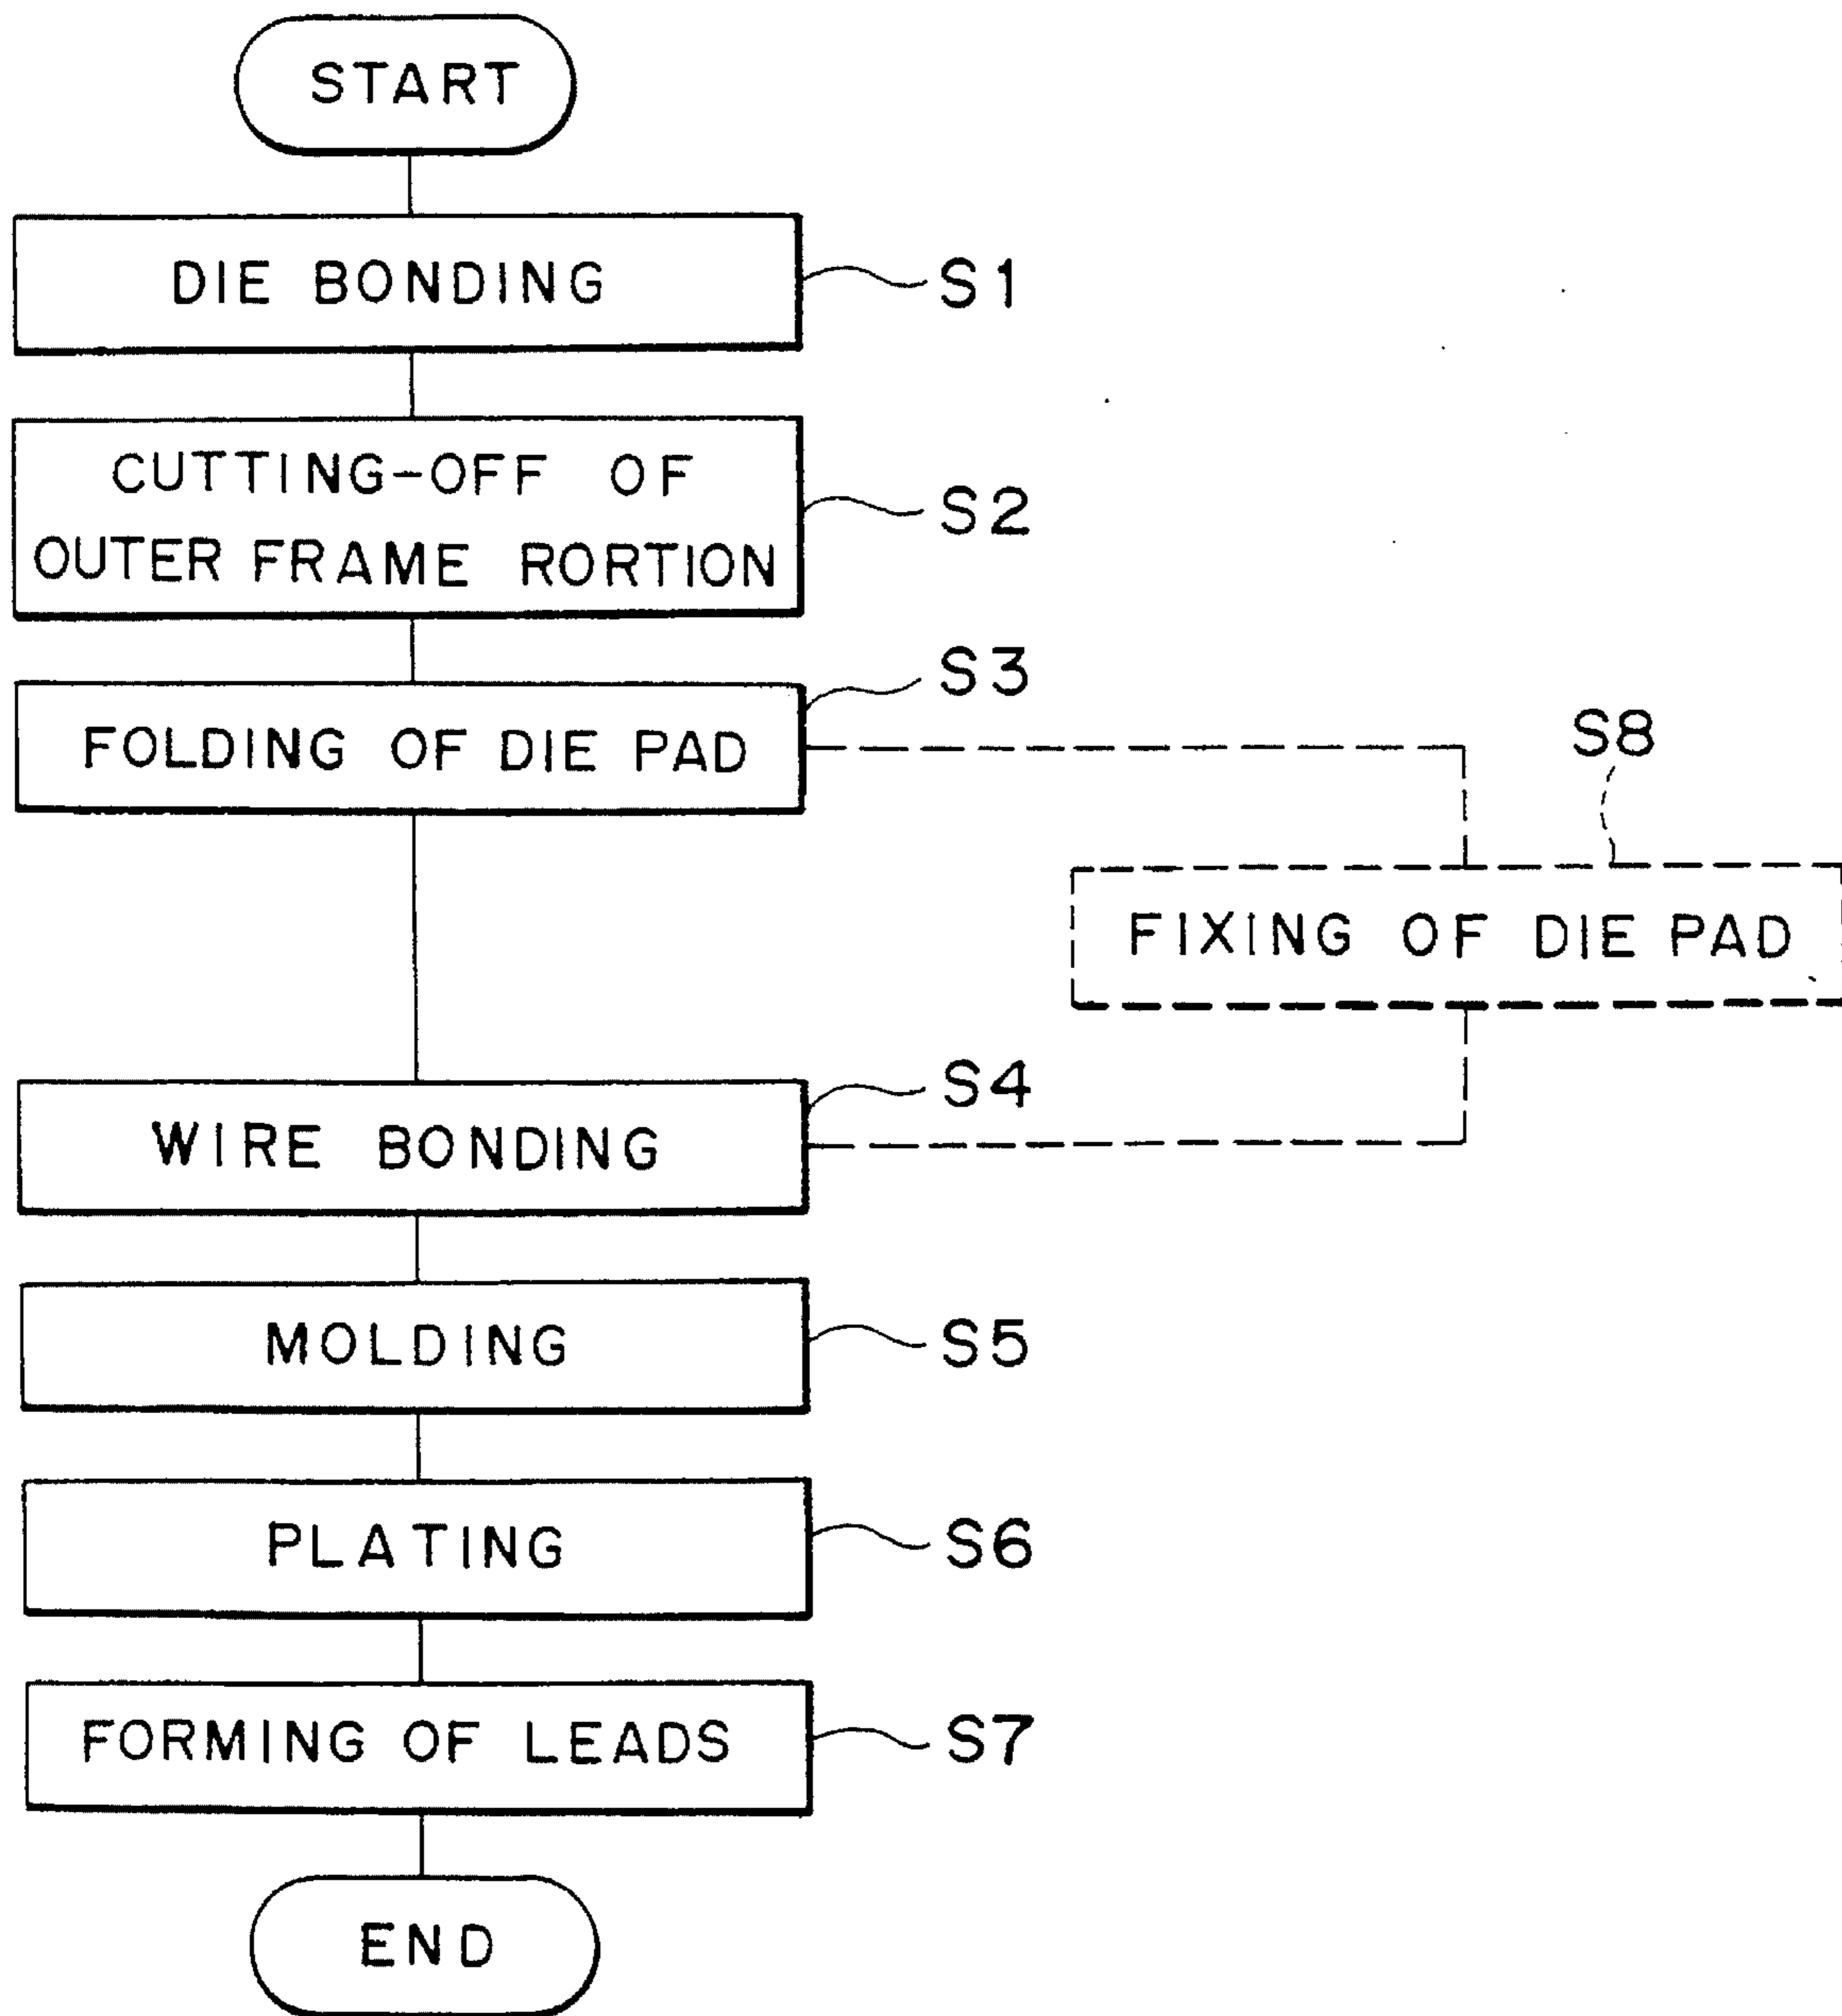 START
DIE BONDING
S1
CUTTING-OFF OF
OUTER FRAME RORTION
S2
FOLDING OF DIE PAD
S3
S8
FIXING OF DIE PAD
WIRE BONDING
S4
MOLDING
S5
PLATING
S6
FORMING OF LEADS
S7
END